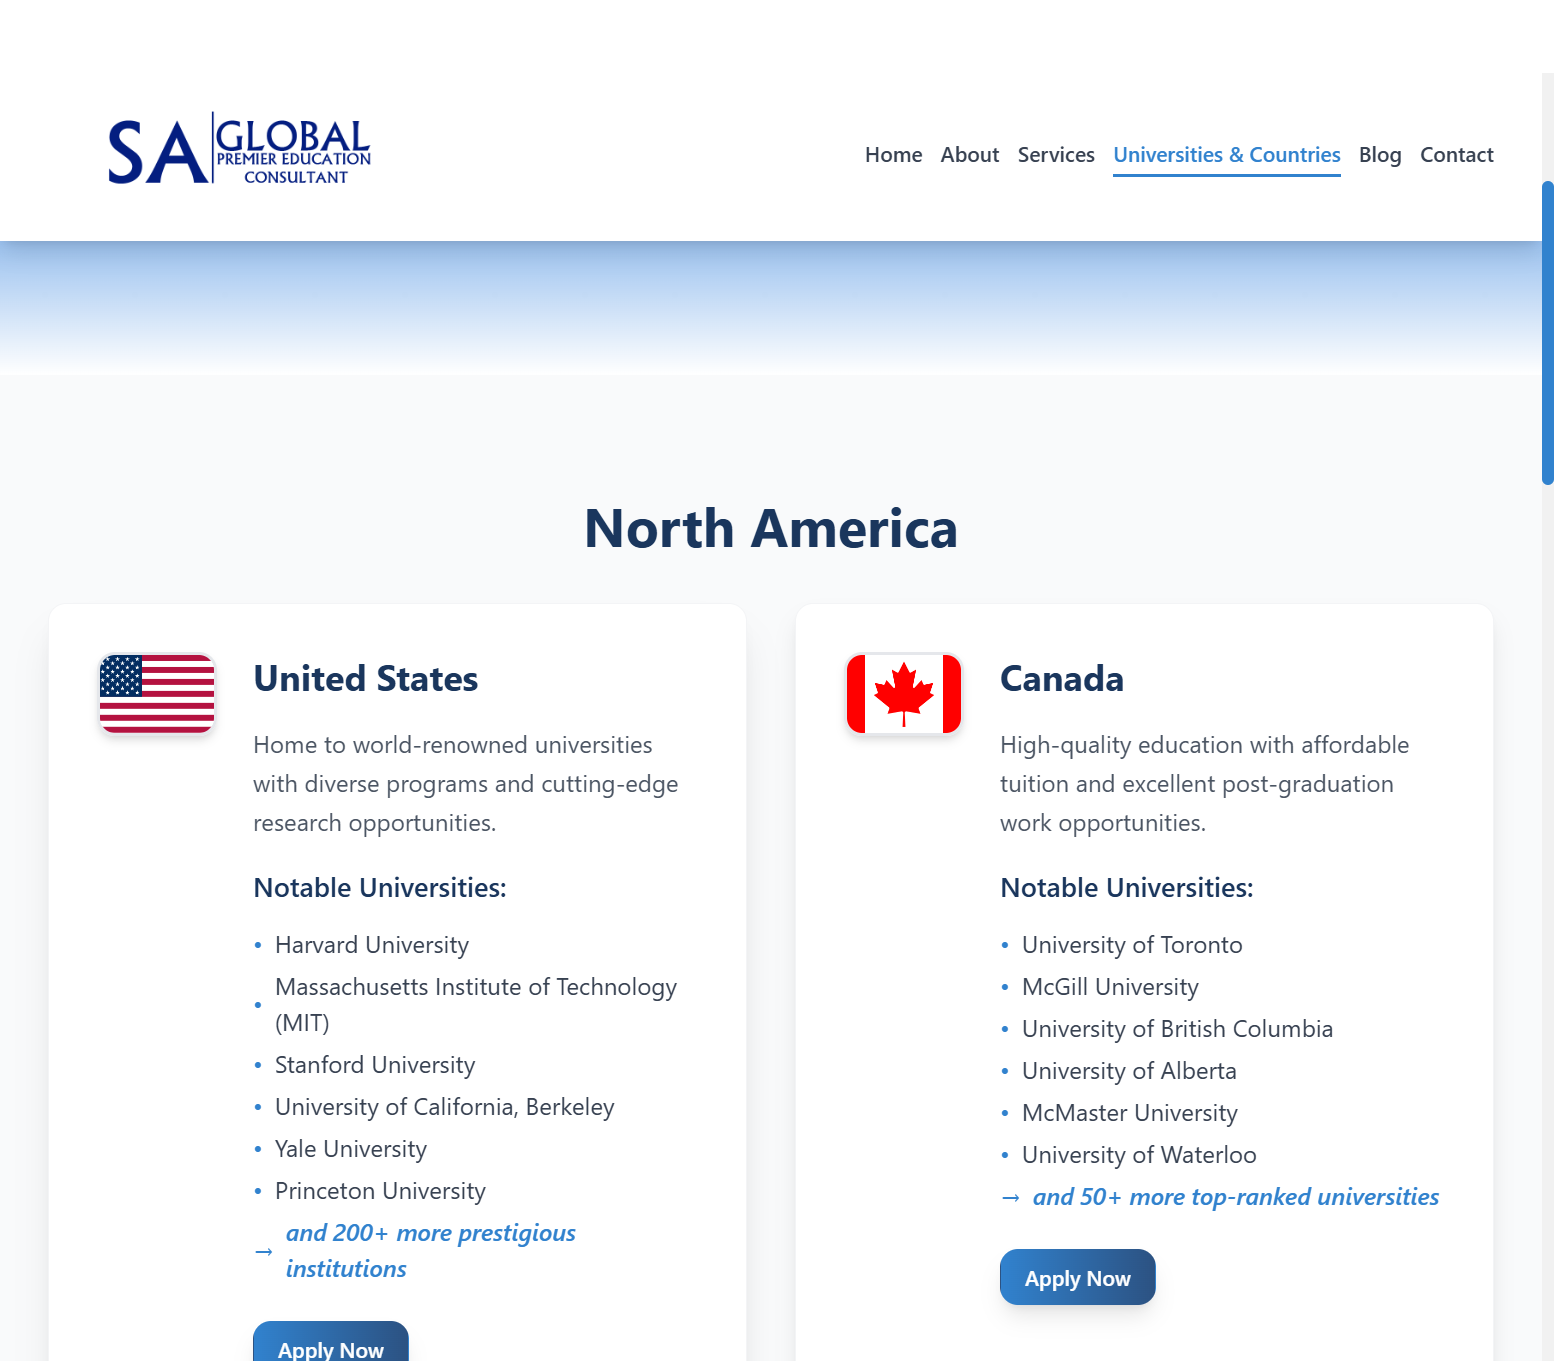 SA GLOBAL
PREMIER EDUCATION
CONSULTANT
Home About Services Universities & Countries Blog Contact
North America
United States
Home to world-renowned universities
with diverse programs and cutting-edge
research opportunities.
Notable Universities:
• Harvard University
• Massachusetts Institute of Technology
(MIT)
• Stanford University
• University of California, Berkeley
• Yale University
• Princeton University
→ and 200+ more prestigious
institutions
Apply Now
Canada
High-quality education with affordable
tuition and excellent post-graduation
work opportunities.
Notable Universities:
• University of Toronto
• McGill University
• University of British Columbia
• University of Alberta
• McMaster University
• University of Waterloo
→ and 50+ more top-ranked universities
Apply Now